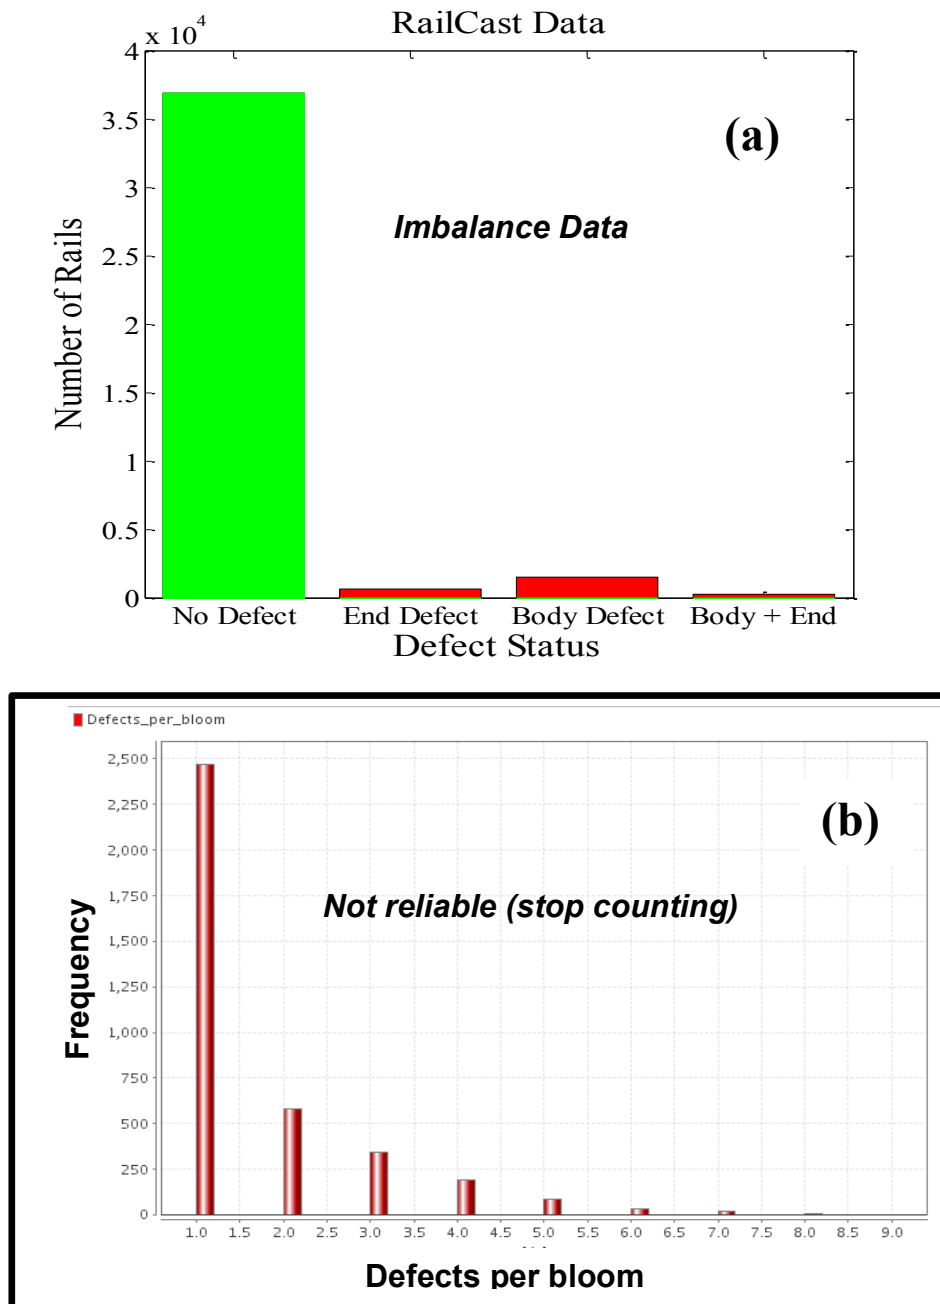 RailCast Data
x 10^4
4
3.5
3
2.5
2
1.5
1
0.5
0
(a)
Imbalance Data
Number of Rails
No Defect End Defect Body Defect Body + End
Defect Status
Defects_per_bloom
2,500
2,250
2,000
1,750
1,500
1,250
1,000
750
500
250
0
(b)
Not reliable (stop counting)
Frequency
1.0 1.5 2.0 2.5 3.0 3.5 4.0 4.5 5.0 5.5 6.0 6.5 7.0 7.5 8.0 8.5 9.0
Defects per bloom